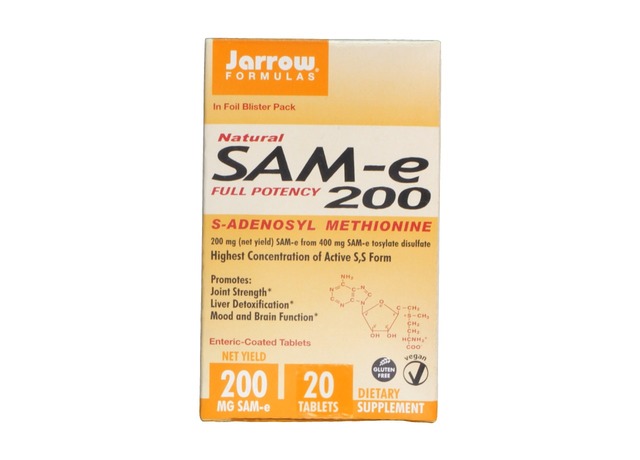 Jarrow
FORMULAS®
In Foil Blister Pack
Natural
SAM-e
FULL POTENCY 200
S-ADENOSYL METHIONINE
200 mg (net yield) SAM-e from 400 mg SAM-e tosylate disulfate
Highest Concentration of Active S,S Form
Promotes:
Joint Strength*
Liver Detoxification*
Mood and Brain Function*
Enteric-Coated Tablets
NET YIELD
200
MG SAM-e
20
TABLETS
GLUTEN
FREE
vegan
DIETARY
SUPPLEMENT